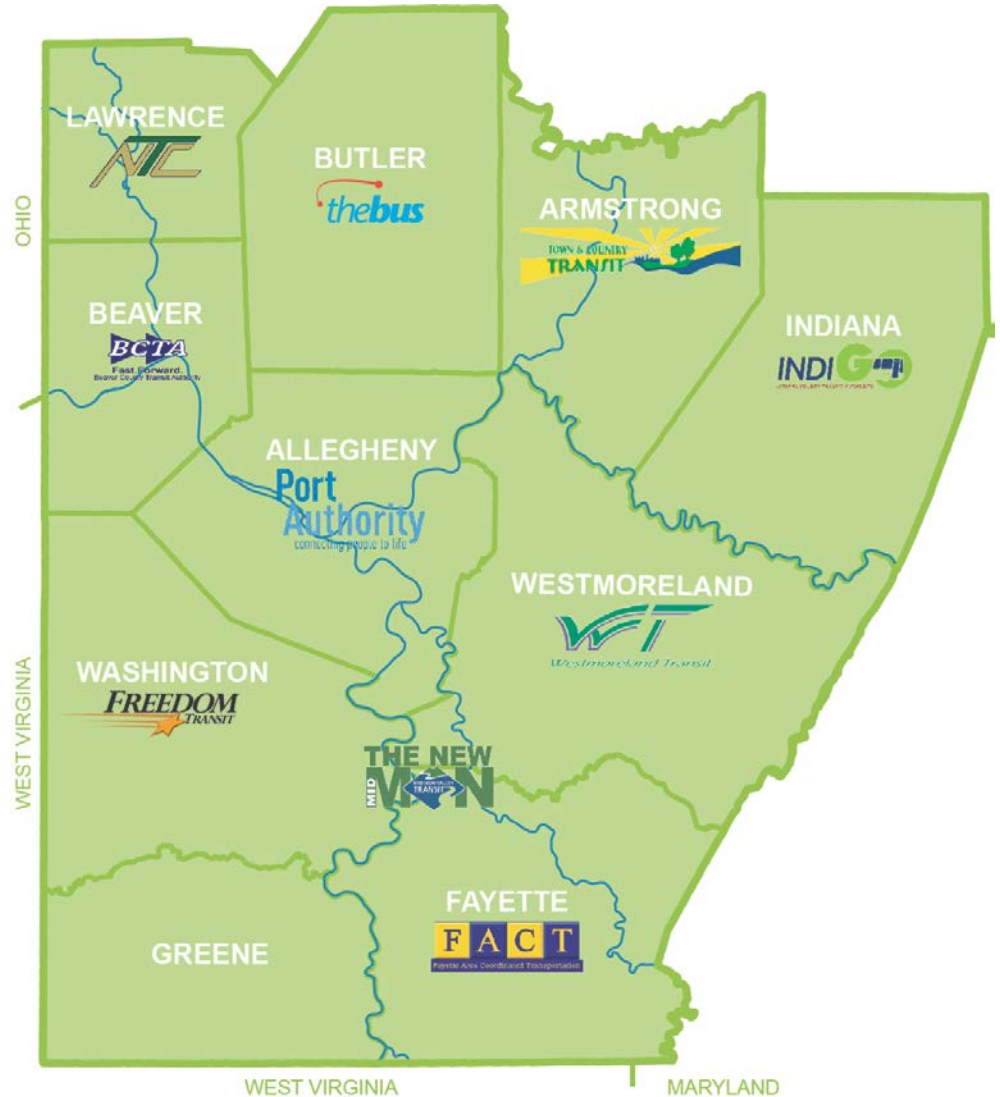 LAWRENCE
NTC
BUTLER
thebus
ARMSTRONG
TOWN & COUNTRY
TRANSIT
OHIO
BEAVER
BCTA
Fast.Forward.
Beaver County Transit Authority
INDIANA
INDIGO
ALLEGHENY
Port
Authority
connecting people to life
WESTMORELAND
WT
Westmoreland Transit
WASHINGTON
FREEDOM
TRANSIT
WEST VIRGINIA
THE NEW
MID MON
TRANSIT
FAYETTE
FACT
Fayette Area Coordinated Transportation
GREENE
WEST VIRGINIA
MARYLAND